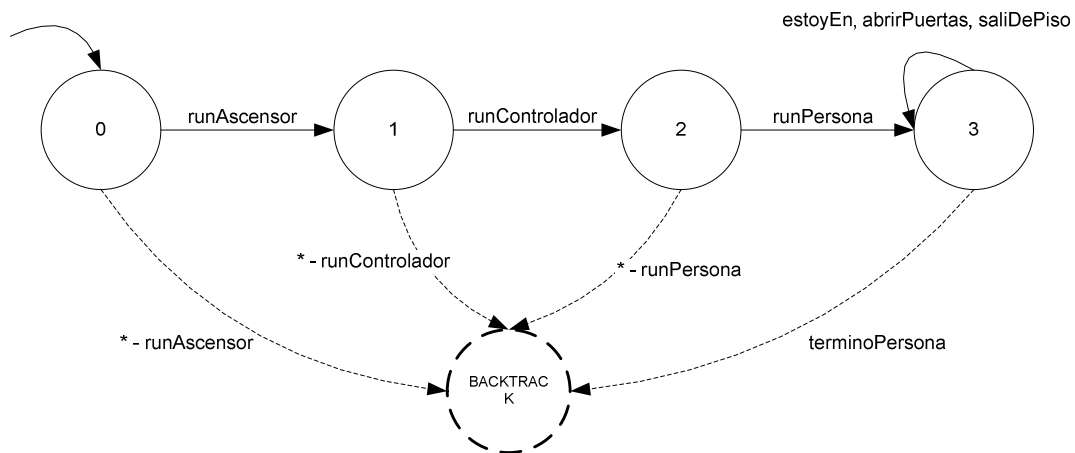 estoyEn, abrirPuertas, saliDePiso
0
runAscensor
1
runControlador
2
runPersona
3
* - runControlador
* - runPersona
* - runAscensor
terminoPersona
BACKTRAC
K